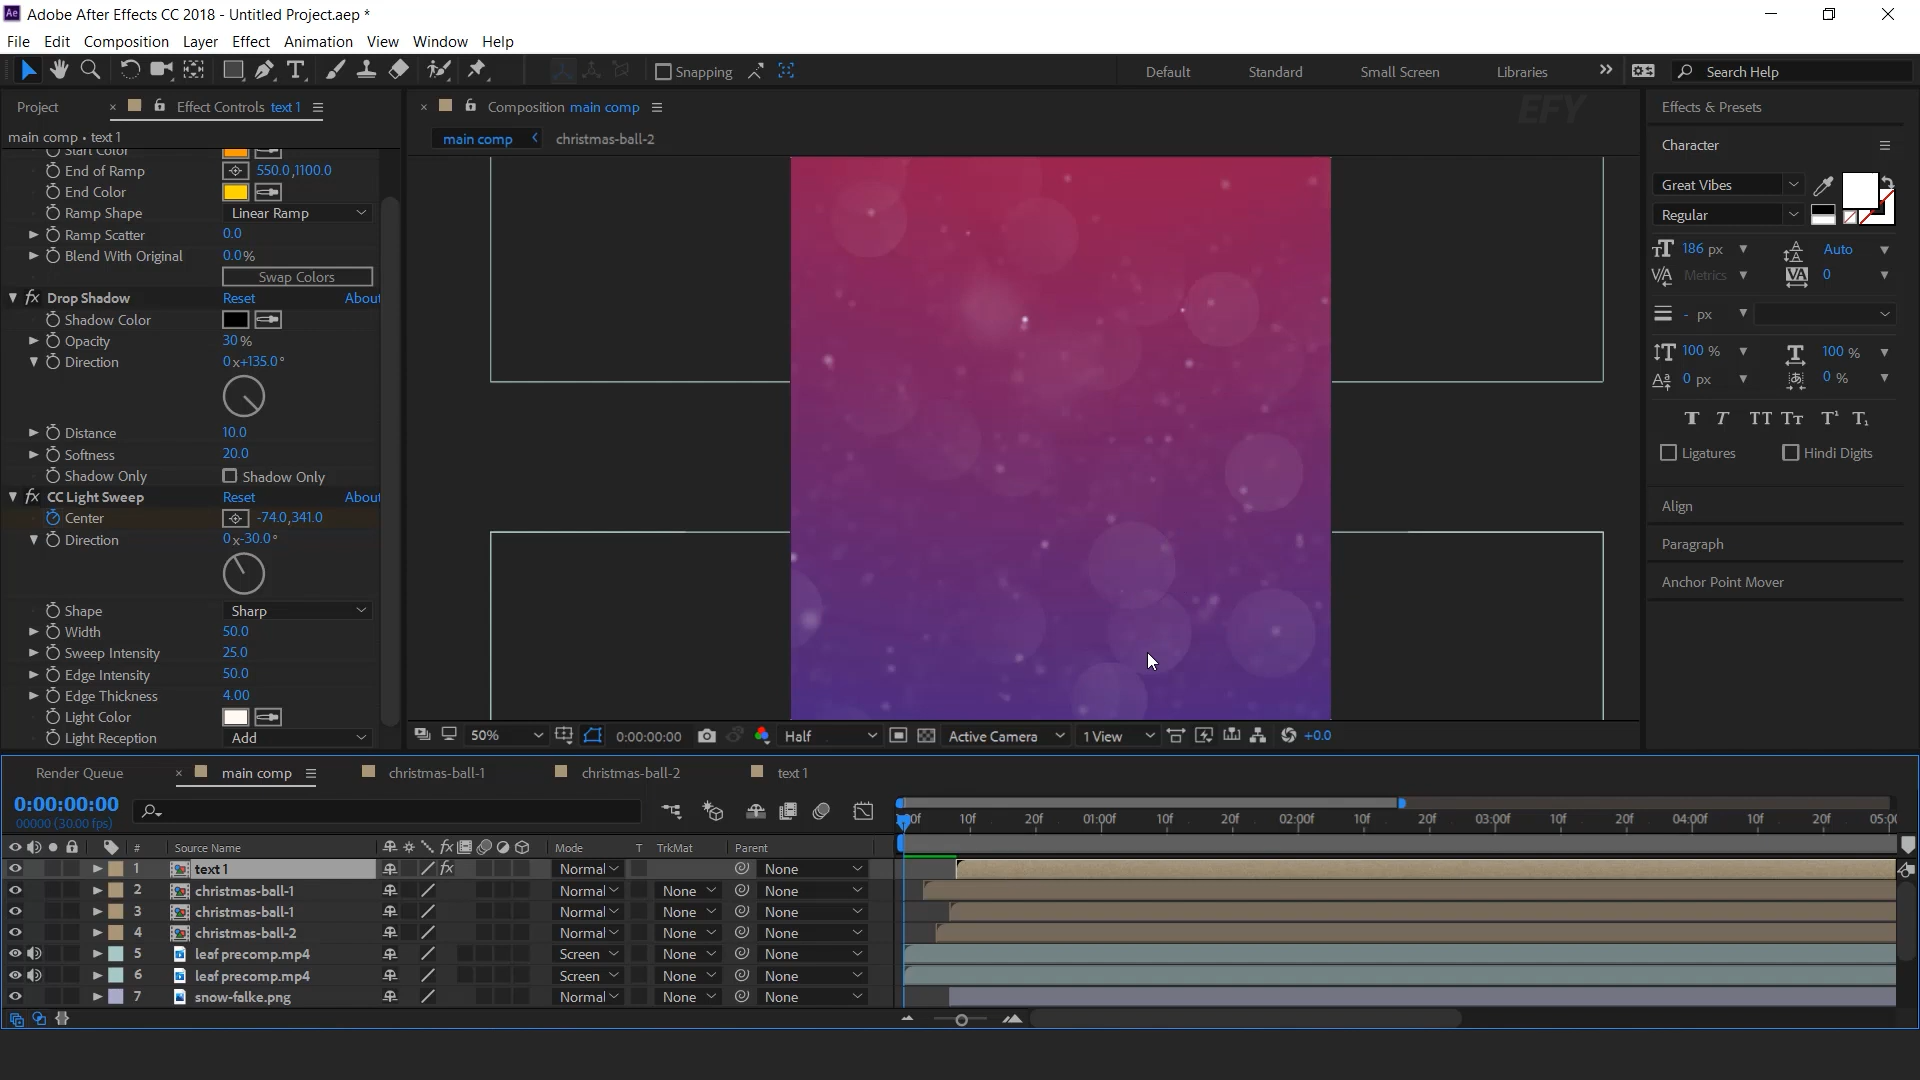 Adobe After Effects CC 2018 - Untitled Project.aep *
File Edit Composition Layer Effect Animation View Window Help
Snapping Default Standard Small Screen Libraries Search Help
Project Effect Controls text 1 Composition main comp EFY Effects & Presets
main comp • text 1 main comp christmas-ball-2 Character
Start Color
End of Ramp 550.0,1100.0 Great Vibes
End Color Regular
Ramp Shape Linear Ramp
Ramp Scatter 0.0 186 px Auto
Blend With Original 0.0% Metrics 0
Swap Colors
Drop Shadow Reset About
Shadow Color - px
Opacity 30 % 100 % 100 %
Direction 0 x+135.0 °
0 px 0 %
T T TT Tr T¹ T₁
Distance 10.0
Softness 20.0 Ligatures Hindi Digits
Shadow Only Shadow Only
CC Light Sweep Reset About
Center -74.0,341.0 Align
Direction 0 x-30.0 °
Paragraph
Anchor Point Mover
Shape Sharp
Width 50.0
Sweep Intensity 25.0
Edge Intensity 50.0
Edge Thickness 4.00
Light Color
Light Reception Add
50% 0:00:00:00 Half Active Camera 1 View +0.0
Render Queue main comp christmas-ball-1 christmas-ball-2 text 1
0:00:00:00
00000 (30.00 fps)
10f 20f 01:00f 10f 20f 02:00f 10f 20f 03:00f 10f 20f 04:00f 10f 20f
# Source Name Mode T TrkMat Parent
1 text 1 Normal None
2 christmas-ball-1 Normal None None
3 christmas-ball-1 Normal None None
4 christmas-ball-2 Normal None None
5 leaf precomp.mp4 Screen None None
6 leaf precomp.mp4 Screen None None
7 snow-falke.png Normal None None